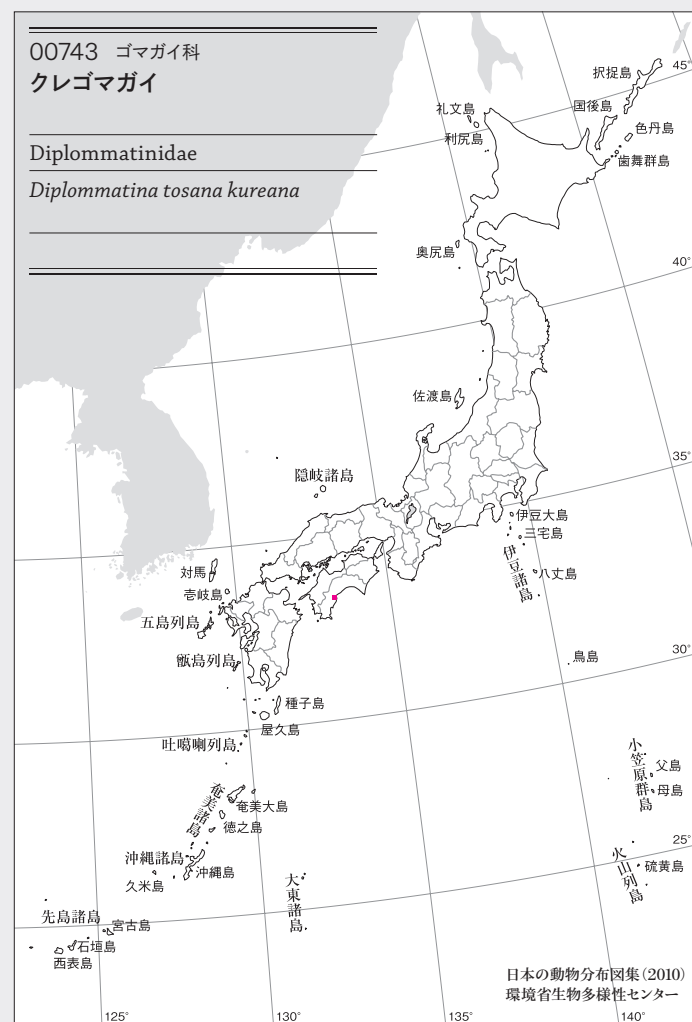 00743 ゴマガイ科
クレゴマガイ
Diplommatinidae
Diplommatina tosana kureana
択捉島
国後島
色丹島
歯舞群島
礼文島
利尻島
奥尻島
佐渡島
隠岐諸島
対馬
壱岐島
五島列島
甑島列島
種子島
屋久島
吐噶喇列島
奄美諸島
奄美大島
徳之島
沖縄諸島
沖縄島
久米島
先島諸島
宮古島
石垣島
西表島
大東諸島
伊豆大島
三宅島
伊豆諸島
八丈島
鳥島
小笠原群島
父島
母島
火山列島
硫黄島
45°
40°
35°
30°
25°
125°
130°
135°
140°
日本の動物分布図集(2010)
環境省生物多様性センター